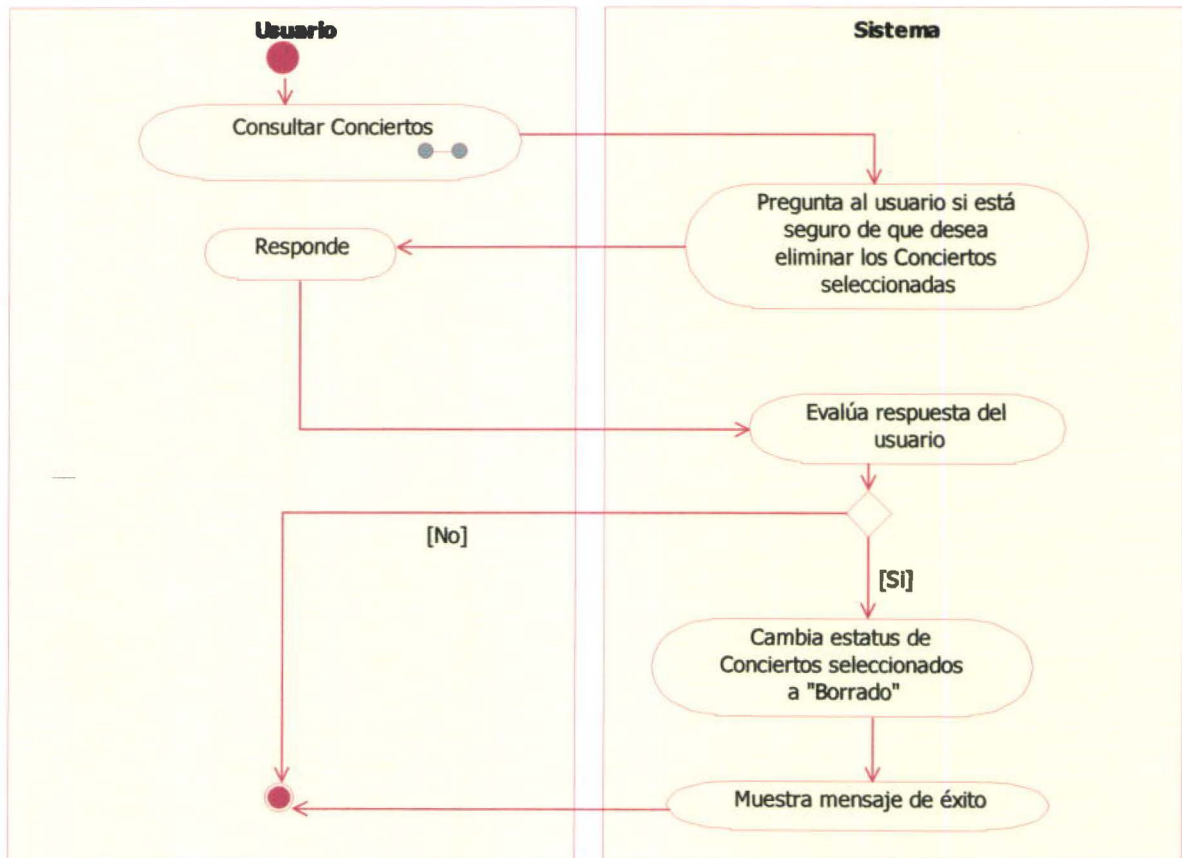 Usuario
Sistema
Consultar Conciertos
Pregunta al usuario si está
seguro de que desea
eliminar los Conciertos
seleccionadas
Responde
Evalúa respuesta del
usuario
[No]
[Si]
Cambia estatus de
Conciertos seleccionados
a "Borrado"
Muestra mensaje de éxito